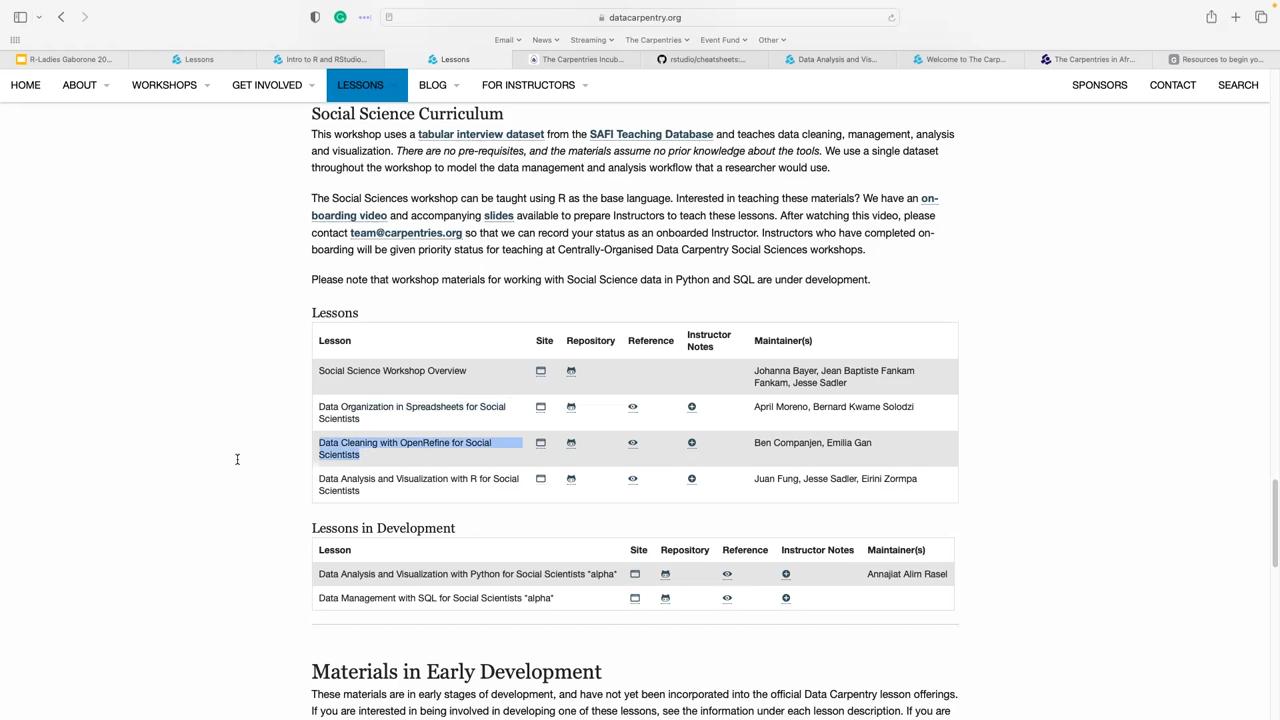 datacarpentry.org
Email
News
Streaming
The Carpentries
Event Fund
Other
R-Ladies Gaborone 20...
Lessons
Intro to R and RStudio...
Lessons
The Carpentries Incub...
rstudio/cheatsheets:...
Data Analysis and Vis...
Welcome to The Carp...
The Carpentries in Afr...
Resources to begin yo...
HOME
ABOUT
WORKSHOPS
GET INVOLVED
LESSONS
BLOG
FOR INSTRUCTORS
SPONSORS
CONTACT
SEARCH
Social Science Curriculum
This workshop uses a tabular interview dataset from the SAFI Teaching Database and teaches data cleaning, management, analysis
and visualization. There are no pre-requisites, and the materials assume no prior knowledge about the tools. We use a single dataset
throughout the workshop to model the data management and analysis workflow that a researcher would use.
The Social Sciences workshop can be taught using R as the base language. Interested in teaching these materials? We have an on-
boarding video and accompanying slides available to prepare Instructors to teach these lessons. After watching this video, please
contact team@carpentries.org so that we can record your status as an onboarded Instructor. Instructors who have completed on-
boarding will be given priority status for teaching at Centrally-Organised Data Carpentry Social Sciences workshops.
Please note that workshop materials for working with Social Science data in Python and SQL are under development.
Lessons
Lesson Site Repository Reference Instructor Notes Maintainer(s)
Social Science Workshop Overview Johanna Bayer, Jean Baptiste Fankam
Fankam, Jesse Sadler
Data Organization in Spreadsheets for Social April Moreno, Bernard Kwame Solodzi
Scientists
Data Cleaning with OpenRefine for Social Ben Companjen, Emilia Gan
Scientists
Data Analysis and Visualization with R for Social Juan Fung, Jesse Sadler, Eirini Zormpa
Scientists
Lessons in Development
Lesson Site Repository Reference Instructor Notes Maintainer(s)
Data Analysis and Visualization with Python for Social Scientists *alpha* Annajiat Alim Rasel
Data Management with SQL for Social Scientists *alpha*
Materials in Early Development
These materials are in early stages of development, and have not yet been incorporated into the official Data Carpentry lesson offerings.
If you are interested in being involved in developing one of these lessons, see the information under each lesson description. If you are